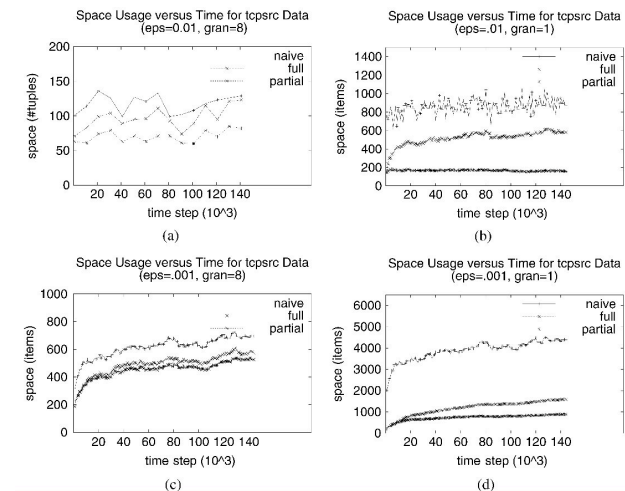 Space Usage versus Time for tcpsrc Data
(eps=0.01, gran=8)
200
150
100
50
0
space (#tuples)
naive
full
partial
20 40 60 80 100 120 140
time step (10^3)
(a)
Space Usage versus Time for tcpsrc Data
(eps=.01, gran=1)
1400
1200
1000
800
600
400
200
0
space (items)
naive
full
partial
20 40 60 80 100 120 140
time step (10^3)
(b)
Space Usage versus Time for tcpsrc Data
(eps=.001, gran=8)
1000
800
600
400
200
0
space (items)
naive
full
partial
20 40 60 80 100 120 140
time step (10^3)
(c)
Space Usage versus Time for tcpsrc Data
(eps=.001, gran=1)
6000
5000
4000
3000
2000
1000
0
space (items)
naive
full
partial
20 40 60 80 100 120 140
time step (10^3)
(d)